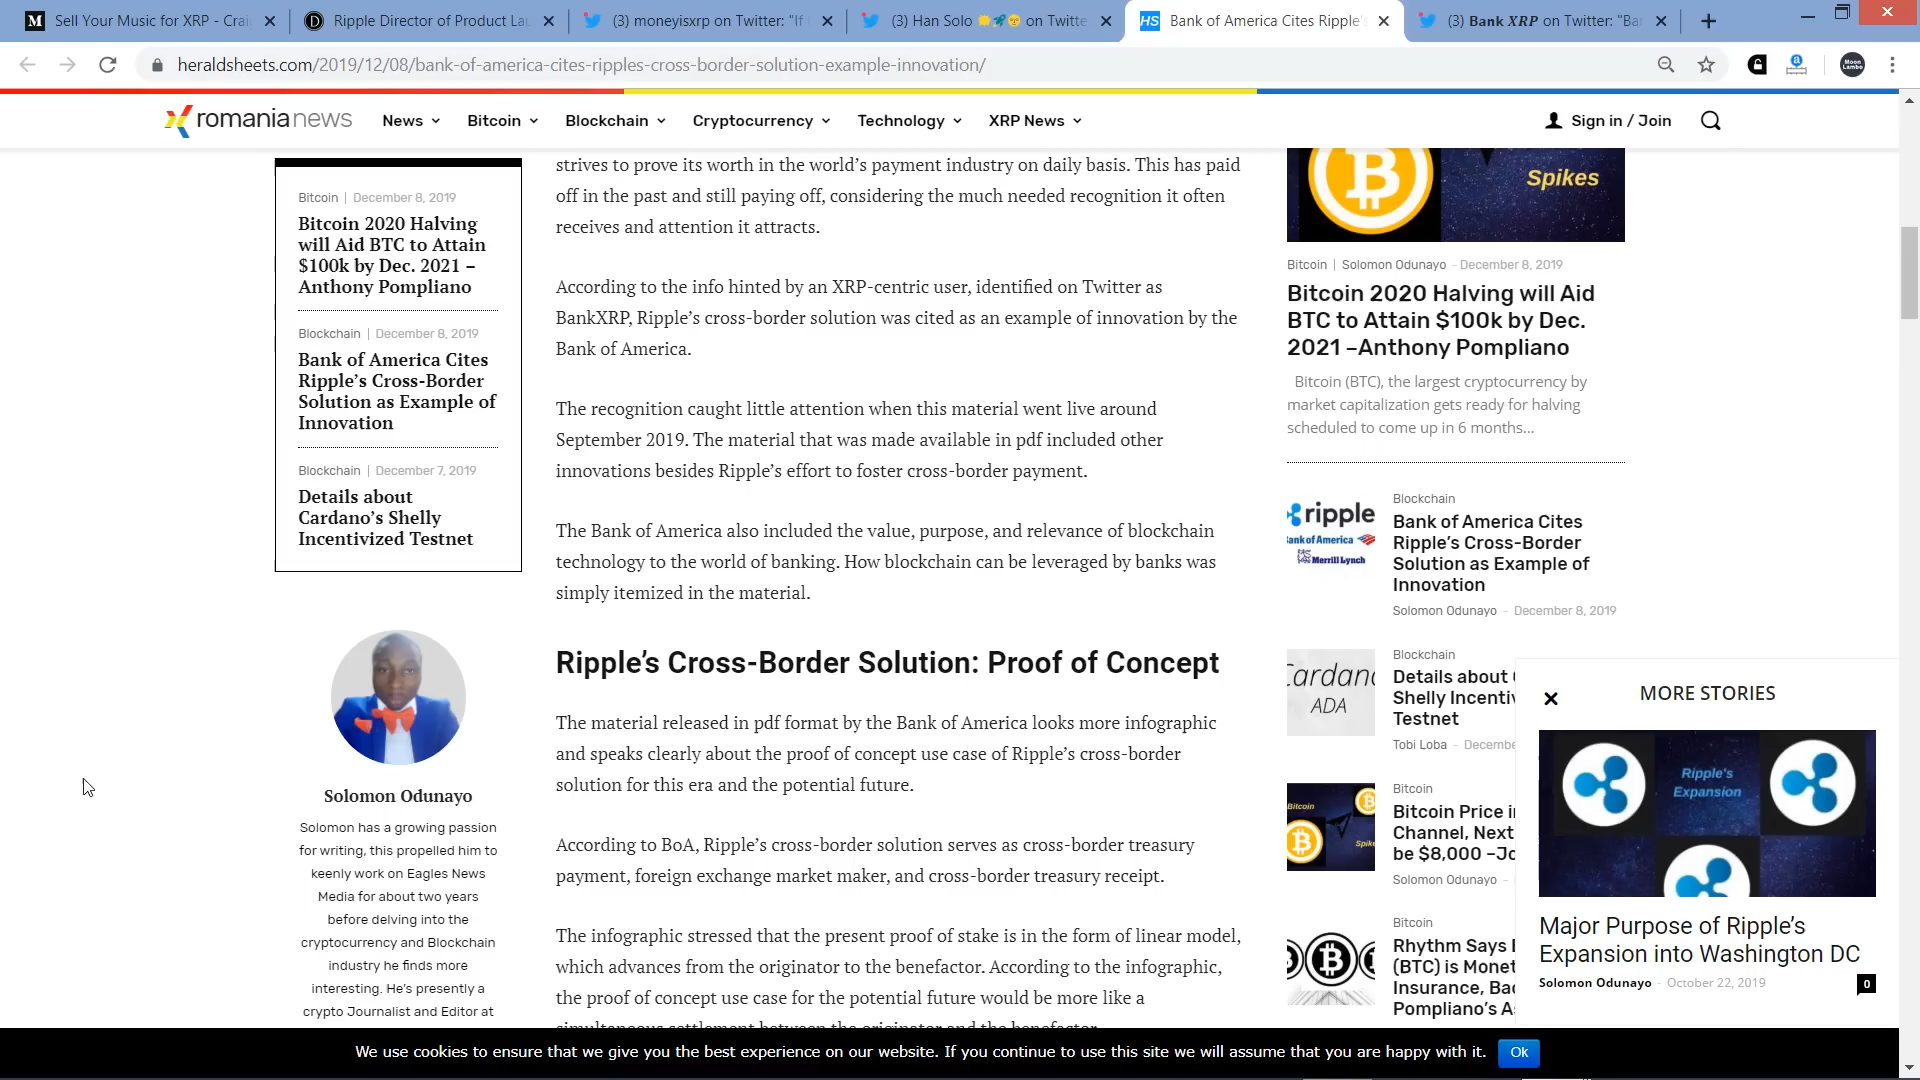 Sell Your Music for XRP - Crai
Ripple Director of Product Lau
(3) moneyisxrp on Twitter: "If
(3) Han Solo on Twitte
Bank of America Cites Ripple's
(3) Bank XRP on Twitter: "Ba
heraldsheets.com/2019/12/08/bank-of-america-cites-ripples-cross-border-solution-example-innovation/
romanianews
News
Bitcoin
Blockchain
Cryptocurrency
Technology
XRP News
Sign in / Join
Bitcoin | December 8, 2019
Bitcoin 2020 Halving
will Aid BTC to Attain
$100k by Dec. 2021 –
Anthony Pompliano
Blockchain | December 8, 2019
Bank of America Cites
Ripple’s Cross-Border
Solution as Example of
Innovation
Blockchain | December 7, 2019
Details about
Cardano’s Shelly
Incentivized Testnet
Solomon Odunayo
Solomon has a growing passion
for writing, this propelled him to
keenly work on Eagles News
Media for about two years
before delving into the
cryptocurrency and Blockchain
industry he finds more
interesting. He’s presently a
crypto Journalist and Editor at
strives to prove its worth in the world’s payment industry on daily basis. This has paid
off in the past and still paying off, considering the much needed recognition it often
receives and attention it attracts.
According to the info hinted by an XRP-centric user, identified on Twitter as
BankXRP, Ripple’s cross-border solution was cited as an example of innovation by the
Bank of America.
The recognition caught little attention when this material went live around
September 2019. The material that was made available in pdf included other
innovations besides Ripple’s effort to foster cross-border payment.
The Bank of America also included the value, purpose, and relevance of blockchain
technology to the world of banking. How blockchain can be leveraged by banks was
simply itemized in the material.
Ripple’s Cross-Border Solution: Proof of Concept
The material released in pdf format by the Bank of America looks more infographic
and speaks clearly about the proof of concept use case of Ripple’s cross-border
solution for this era and the potential future.
According to BoA, Ripple’s cross-border solution serves as cross-border treasury
payment, foreign exchange market maker, and cross-border treasury receipt.
The infographic stressed that the present proof of stake is in the form of linear model,
which advances from the originator to the benefactor. According to the infographic,
the proof of concept use case for the potential future would be more like a
simultaneous settlement between the originator and the benefactor.
Spikes
Bitcoin | Solomon Odunayo - December 8, 2019
Bitcoin 2020 Halving will Aid
BTC to Attain $100k by Dec.
2021 –Anthony Pompliano
Bitcoin (BTC), the largest cryptocurrency by
market capitalization gets ready for halving
scheduled to come up in 6 months...
ripple
Bank of America
Merrill Lynch
Blockchain
Bank of America Cites
Ripple’s Cross-Border
Solution as Example of
Innovation
Solomon Odunayo - December 8, 2019
Cardano
ADA
Blockchain
Details about
Shelly Incenti
Testnet
Tobi Loba - Decembe
Bitcoin
Spike
Bitcoin
Bitcoin Price i
Channel, Next
be $8,000 –Jo
Solomon Odunayo -
Bitcoin
Rhythm Says
(BTC) is Monet
Insurance, Bac
Pompliano’s A
MORE STORIES
Ripple's
Expansion
Major Purpose of Ripple’s
Expansion into Washington DC
Solomon Odunayo - October 22, 2019
0
We use cookies to ensure that we give you the best experience on our website. If you continue to use this site we will assume that you are happy with it.
Ok